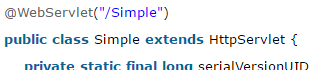 @WebServlet("/Simple")
public class Simple extends HttpServlet {
private static final long serialVersionUID